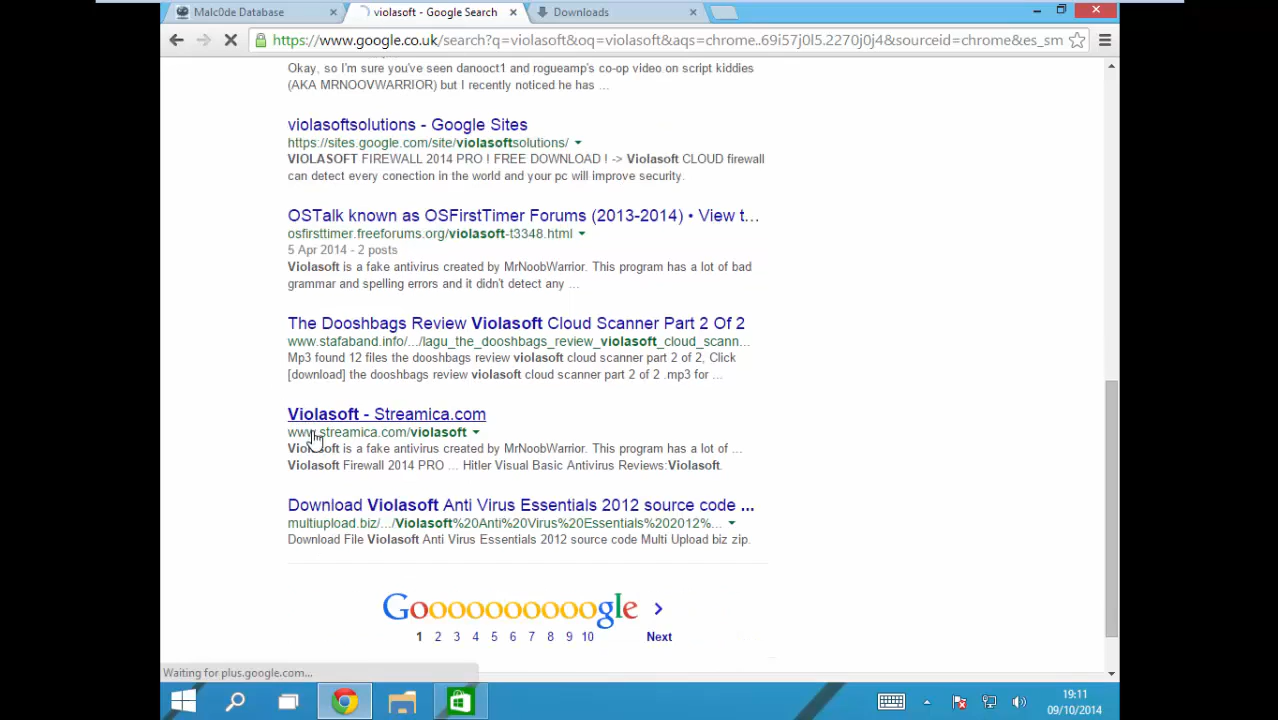 Malc0de Database
violasoft - Google Search
Downloads
https://www.google.co.uk/search?q=violasoft&oq=violasoft&aqs=chrome..69i57j0l5.2270j0j4&sourceid=chrome&es_sm
Okay, so I'm sure you've seen danooct1 and rogueamp's co-op video on script kiddies
(AKA MRNOOVWARRIOR) but I recently noticed he has ...
violasoftsolutions - Google Sites
https://sites.google.com/site/violasoftsolutions/
VIOLASOFT FIREWALL 2014 PRO ! FREE DOWNLOAD ! -> Violasoft CLOUD firewall
can detect every conection in the world and your pc will improve security.
OSTalk known as OSFirstTimer Forums (2013-2014) • View t...
osfirsttimer.freeforums.org/violasoft-t3348.html
5 Apr 2014 - 2 posts
Violasoft is a fake antivirus created by MrNoobWarrior. This program has a lot of bad
grammar and spelling errors and it didn't detect any ...
The Dooshbags Review Violasoft Cloud Scanner Part 2 Of 2
www.stafaband.info/.../lagu_the_dooshbags_review_violasoft_cloud_scann...
Mp3 found 12 files the dooshbags review violasoft cloud scanner part 2 of 2, Click
[download] the dooshbags review violasoft cloud scanner part 2 of 2 .mp3 for ...
Violasoft - Streamica.com
www.streamica.com/violasoft
Violasoft is a fake antivirus created by MrNoobWarrior. This program has a lot of ...
Violasoft Firewall 2014 PRO ... Hitler Visual Basic Antivirus Reviews:Violasoft.
Download Violasoft Anti Virus Essentials 2012 source code ...
multiupload.biz/.../Violasoft%20Anti%20Virus%20Essentials%202012%...
Download File Violasoft Anti Virus Essentials 2012 source code Multi Upload biz zip.
Goooooooooogle
1 2 3 4 5 6 7 8 9 10 Next
Waiting for plus.google.com...
19:11
09/10/2014